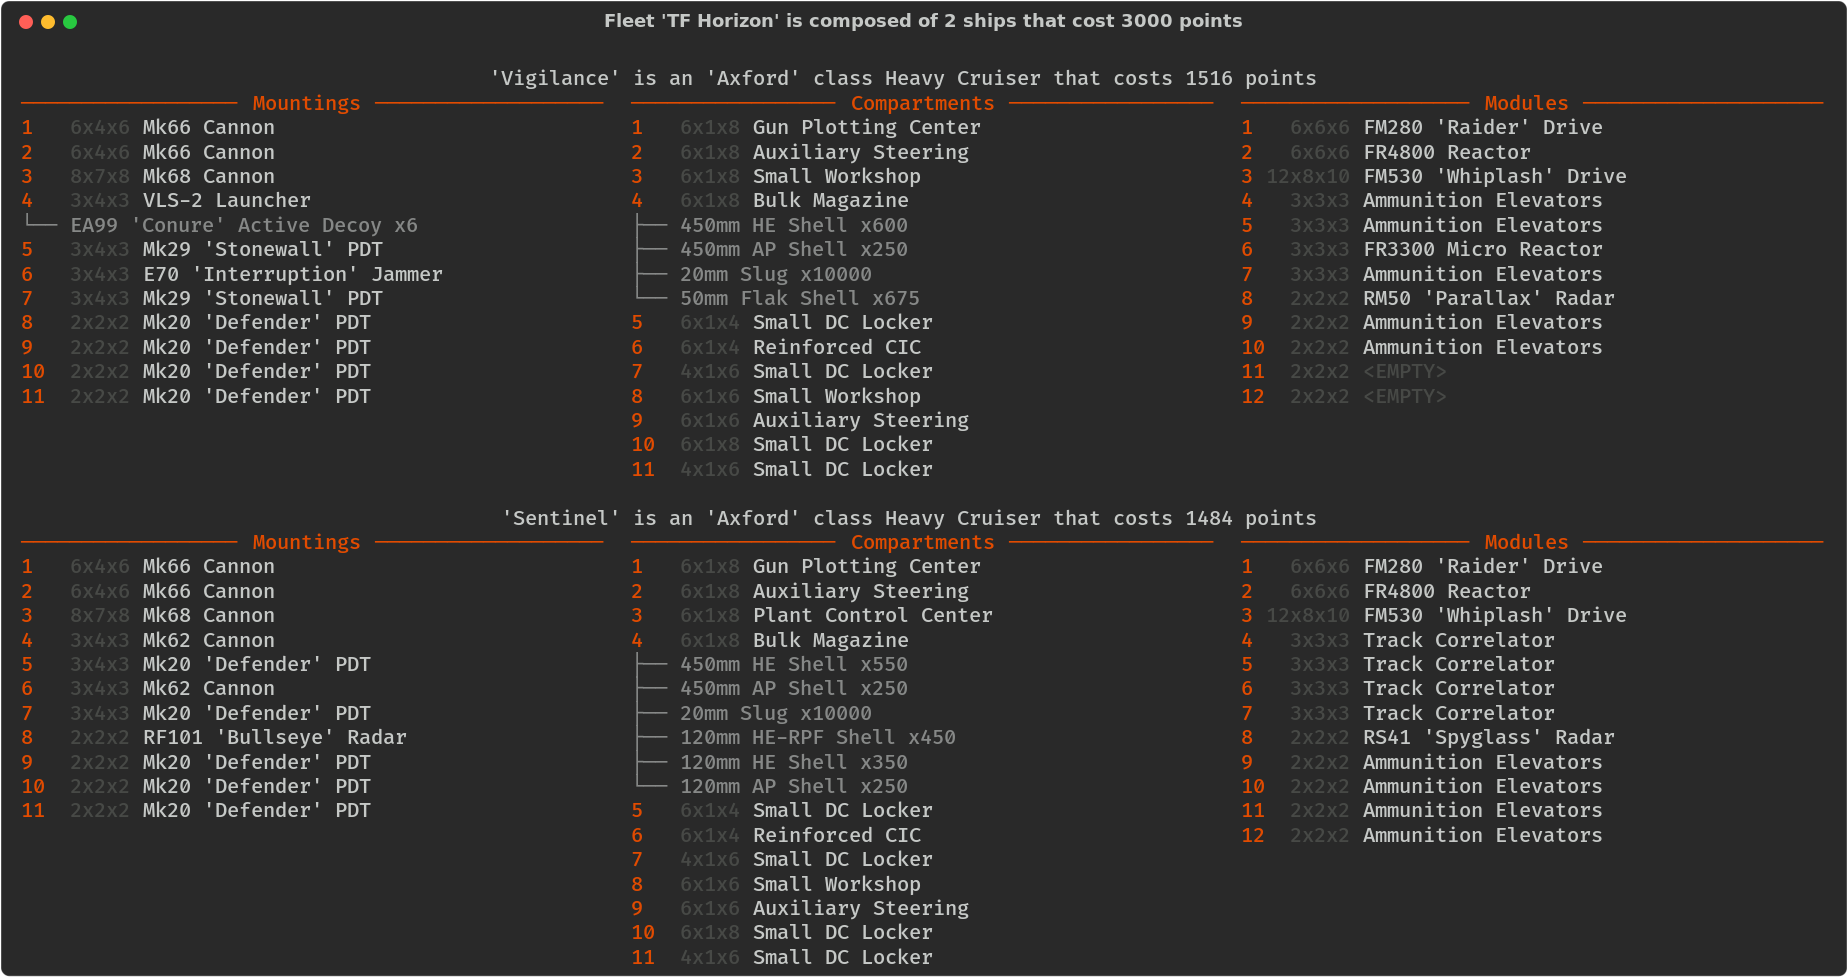 Fleet 'TF Horizon' is composed of 2 ships that cost 3000 points
'Vigilance' is an 'Axford' class Heavy Cruiser that costs 1516 points
Mountings
1 6x4x6 Mk66 Cannon
2 6x4x6 Mk66 Cannon
3 8x7x8 Mk68 Cannon
4 3x4x3 VLS-2 Launcher
EA99 'Conure' Active Decoy x6
5 3x4x3 Mk29 'Stonewall' PDT
6 3x4x3 E70 'Interruption' Jammer
7 3x4x3 Mk29 'Stonewall' PDT
8 2x2x2 Mk20 'Defender' PDT
9 2x2x2 Mk20 'Defender' PDT
10 2x2x2 Mk20 'Defender' PDT
11 2x2x2 Mk20 'Defender' PDT
Compartments
1 6x1x8 Gun Plotting Center
2 6x1x8 Auxiliary Steering
3 6x1x8 Small Workshop
4 6x1x8 Bulk Magazine
450mm HE Shell x600
450mm AP Shell x250
20mm Slug x10000
50mm Flak Shell x675
5 6x1x4 Small DC Locker
6 6x1x4 Reinforced CIC
7 4x1x6 Small DC Locker
8 6x1x6 Small Workshop
9 6x1x6 Auxiliary Steering
10 6x1x8 Small DC Locker
11 4x1x6 Small DC Locker
Modules
1 6x6x6 FM280 'Raider' Drive
2 6x6x6 FR4800 Reactor
3 12x8x10 FM530 'Whiplash' Drive
4 3x3x3 Ammunition Elevators
5 3x3x3 Ammunition Elevators
6 3x3x3 FR3300 Micro Reactor
7 3x3x3 Ammunition Elevators
8 2x2x2 RM50 'Parallax' Radar
9 2x2x2 Ammunition Elevators
10 2x2x2 Ammunition Elevators
11 2x2x2 <EMPTY>
12 2x2x2 <EMPTY>
'Sentinel' is an 'Axford' class Heavy Cruiser that costs 1484 points
Mountings
1 6x4x6 Mk66 Cannon
2 6x4x6 Mk66 Cannon
3 8x7x8 Mk68 Cannon
4 3x4x3 Mk62 Cannon
5 3x4x3 Mk20 'Defender' PDT
6 3x4x3 Mk62 Cannon
7 3x4x3 Mk20 'Defender' PDT
8 2x2x2 RF101 'Bullseye' Radar
9 2x2x2 Mk20 'Defender' PDT
10 2x2x2 Mk20 'Defender' PDT
11 2x2x2 Mk20 'Defender' PDT
Compartments
1 6x1x8 Gun Plotting Center
2 6x1x8 Auxiliary Steering
3 6x1x8 Plant Control Center
4 6x1x8 Bulk Magazine
450mm HE Shell x550
450mm AP Shell x250
20mm Slug x10000
120mm HE-RPF Shell x450
120mm HE Shell x350
120mm AP Shell x250
5 6x1x4 Small DC Locker
6 6x1x4 Reinforced CIC
7 4x1x6 Small DC Locker
8 6x1x6 Small Workshop
9 6x1x6 Auxiliary Steering
10 6x1x8 Small DC Locker
11 4x1x6 Small DC Locker
Modules
1 6x6x6 FM280 'Raider' Drive
2 6x6x6 FR4800 Reactor
3 12x8x10 FM530 'Whiplash' Drive
4 3x3x3 Track Correlator
5 3x3x3 Track Correlator
6 3x3x3 Track Correlator
7 3x3x3 Track Correlator
8 2x2x2 RS41 'Spyglass' Radar
9 2x2x2 Ammunition Elevators
10 2x2x2 Ammunition Elevators
11 2x2x2 Ammunition Elevators
12 2x2x2 Ammunition Elevators